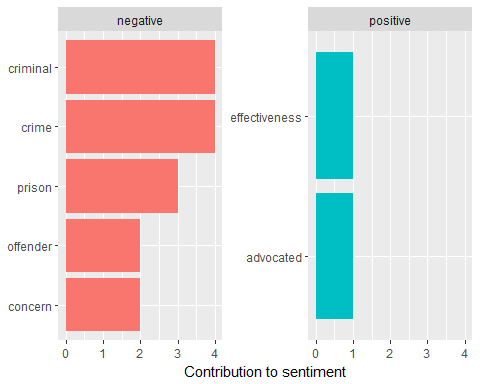 negative
criminal
crime
prison
offender
concern
0 1 2 3 4
positive
effectiveness
advocated
0 1 2 3 4
Contribution to sentiment